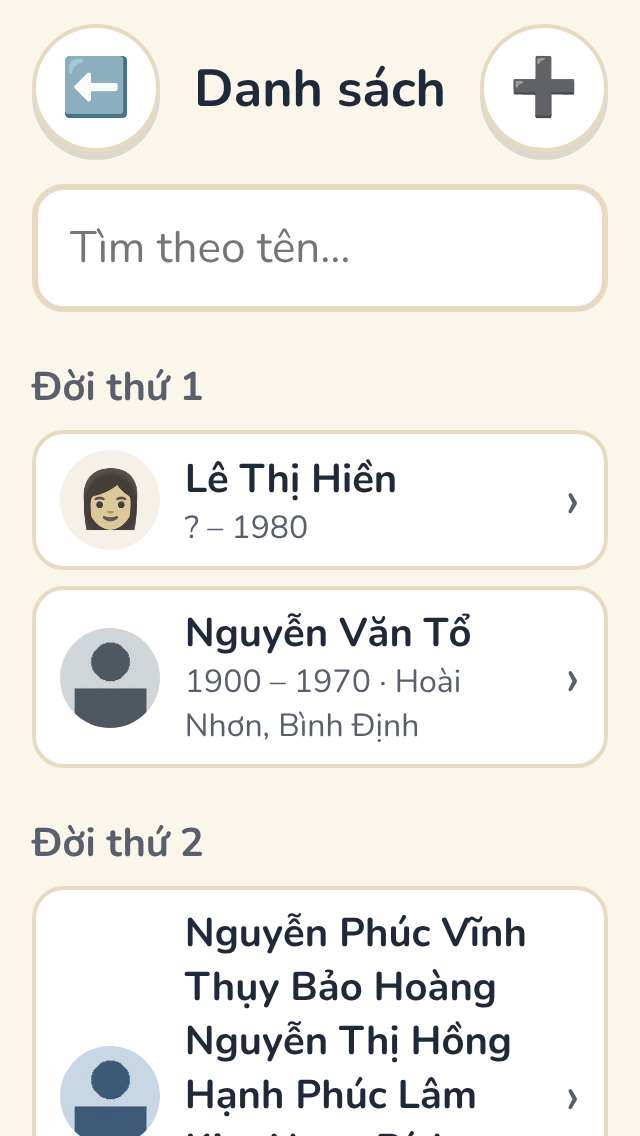 Danh sách
Tìm theo tên...
Đời thứ 1
Lê Thị Hiền
? – 1980
›
Nguyễn Văn Tổ
1900 – 1970 · Hoài
Nhơn, Bình Định
›
Đời thứ 2
Nguyễn Phúc Vĩnh
Thụy Bảo Hoàng
Nguyễn Thị Hồng
Hạnh Phúc Lâm
›